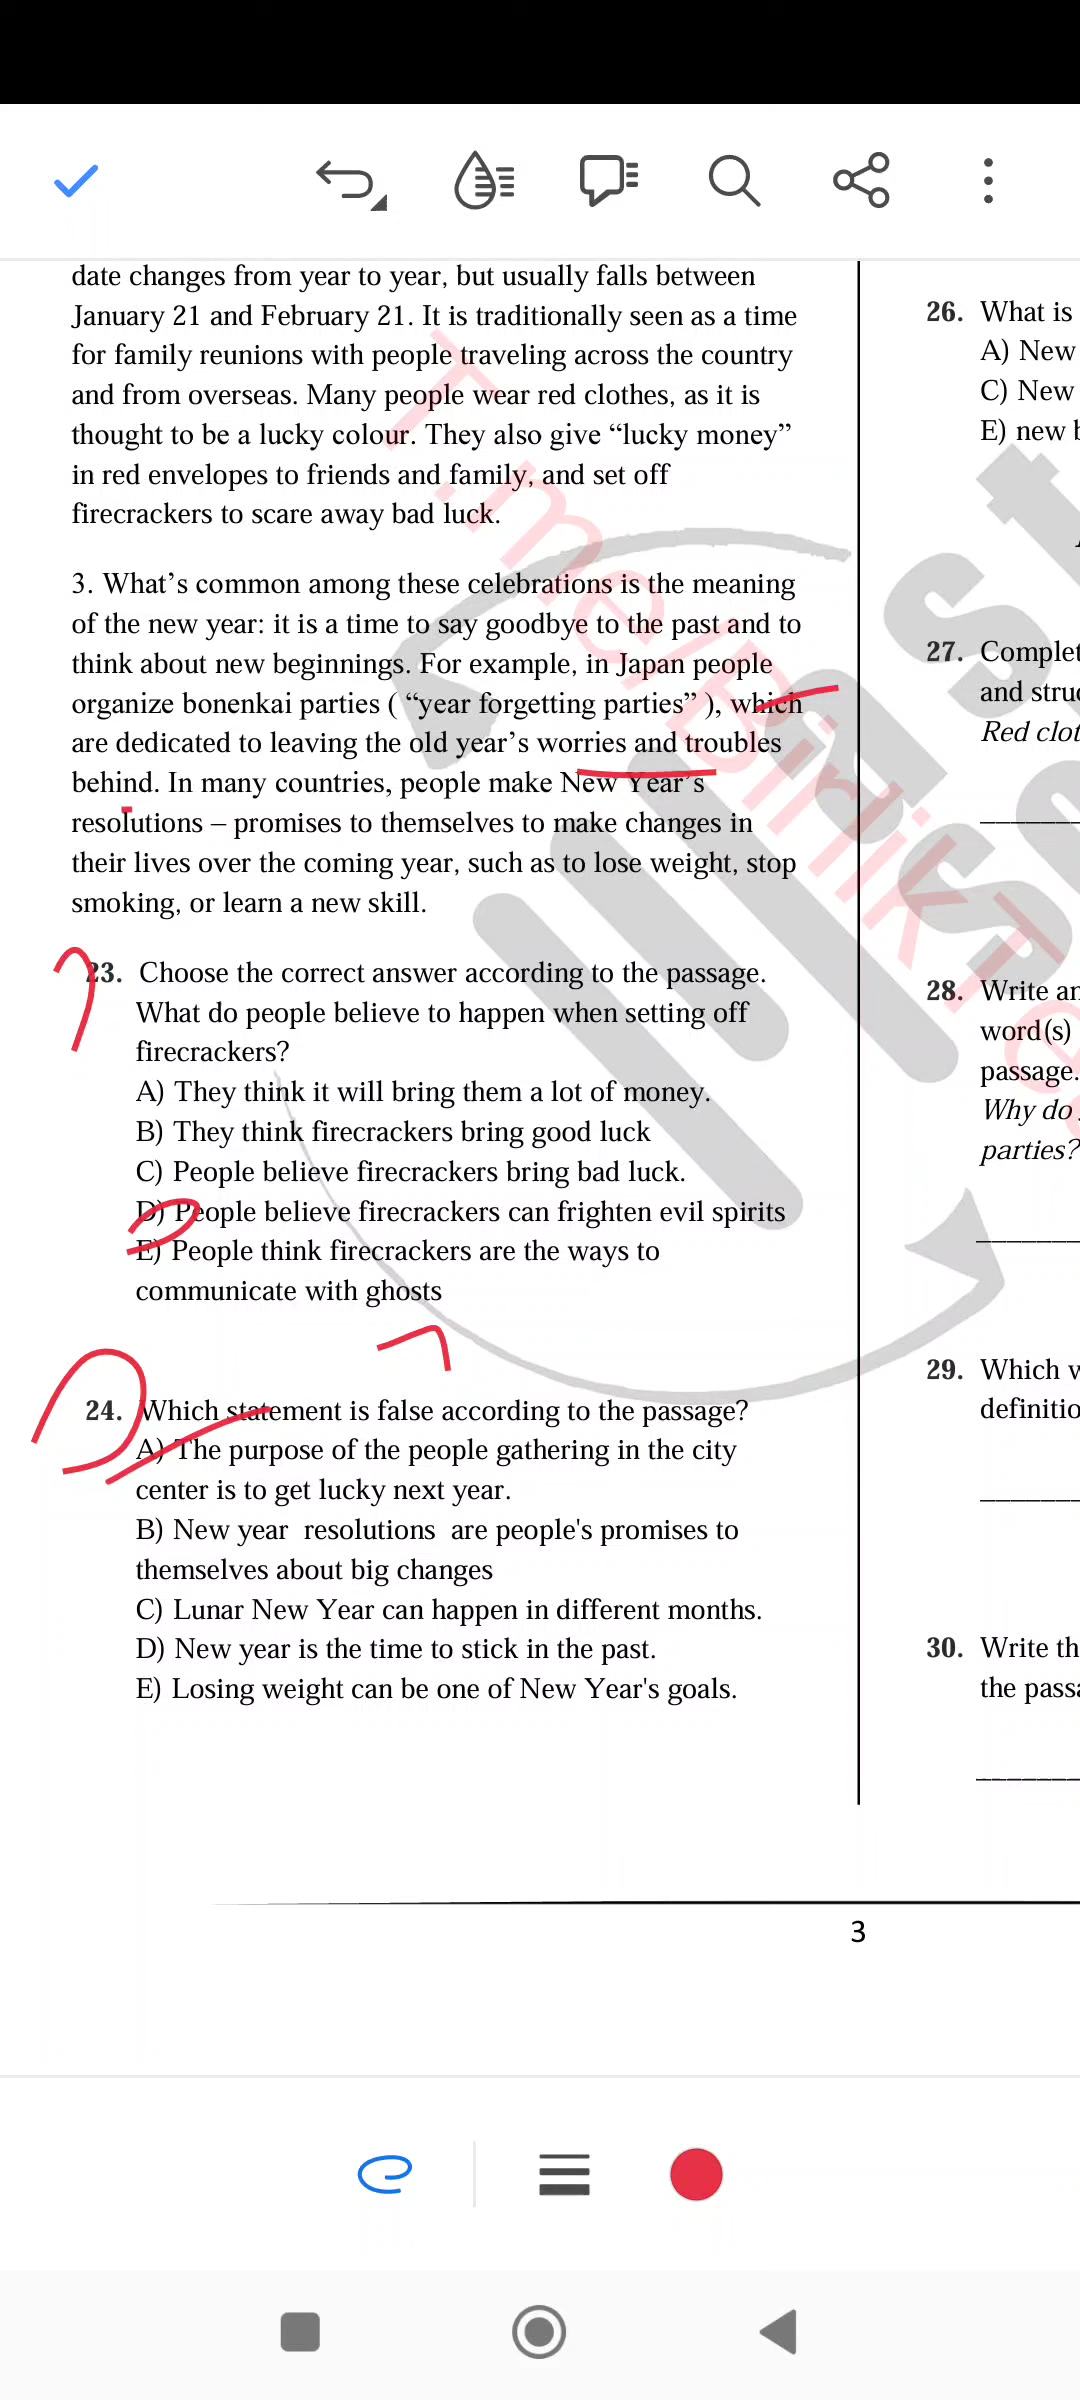 date changes from year to year, but usually falls between
January 21 and February 21. It is traditionally seen as a time
for family reunions with people traveling across the country
and from overseas. Many people wear red clothes, as it is
thought to be a lucky colour. They also give “lucky money”
in red envelopes to friends and family, and set off
firecrackers to scare away bad luck.
3. What’s common among these celebrations is the meaning
of the new year: it is a time to say goodbye to the past and to
think about new beginnings. For example, in Japan people
organize bonenkai parties ( “year forgetting parties” ), which
are dedicated to leaving the old year’s worries and troubles
behind. In many countries, people make New Year’s
resolutions – promises to themselves to make changes in
their lives over the coming year, such as to lose weight, stop
smoking, or learn a new skill.
23. Choose the correct answer according to the passage.
What do people believe to happen when setting off
firecrackers?
A) They think it will bring them a lot of money.
B) They think firecrackers bring good luck
C) People believe firecrackers bring bad luck.
D) People believe firecrackers can frighten evil spirits
E) People think firecrackers are the ways to
communicate with ghosts
24. Which statement is false according to the passage?
A) The purpose of the people gathering in the city
center is to get lucky next year.
B) New year resolutions are people's promises to
themselves about big changes
C) Lunar New Year can happen in different months.
D) New year is the time to stick in the past.
E) Losing weight can be one of New Year's goals.
26. What is
A) New
C) New
E) new
27. Complet
and struc
Red clot
28. Write an
word(s)
passage.
Why do
parties?
29. Which
definitio
30. Write th
the passa
3
T.me/BirlikTe